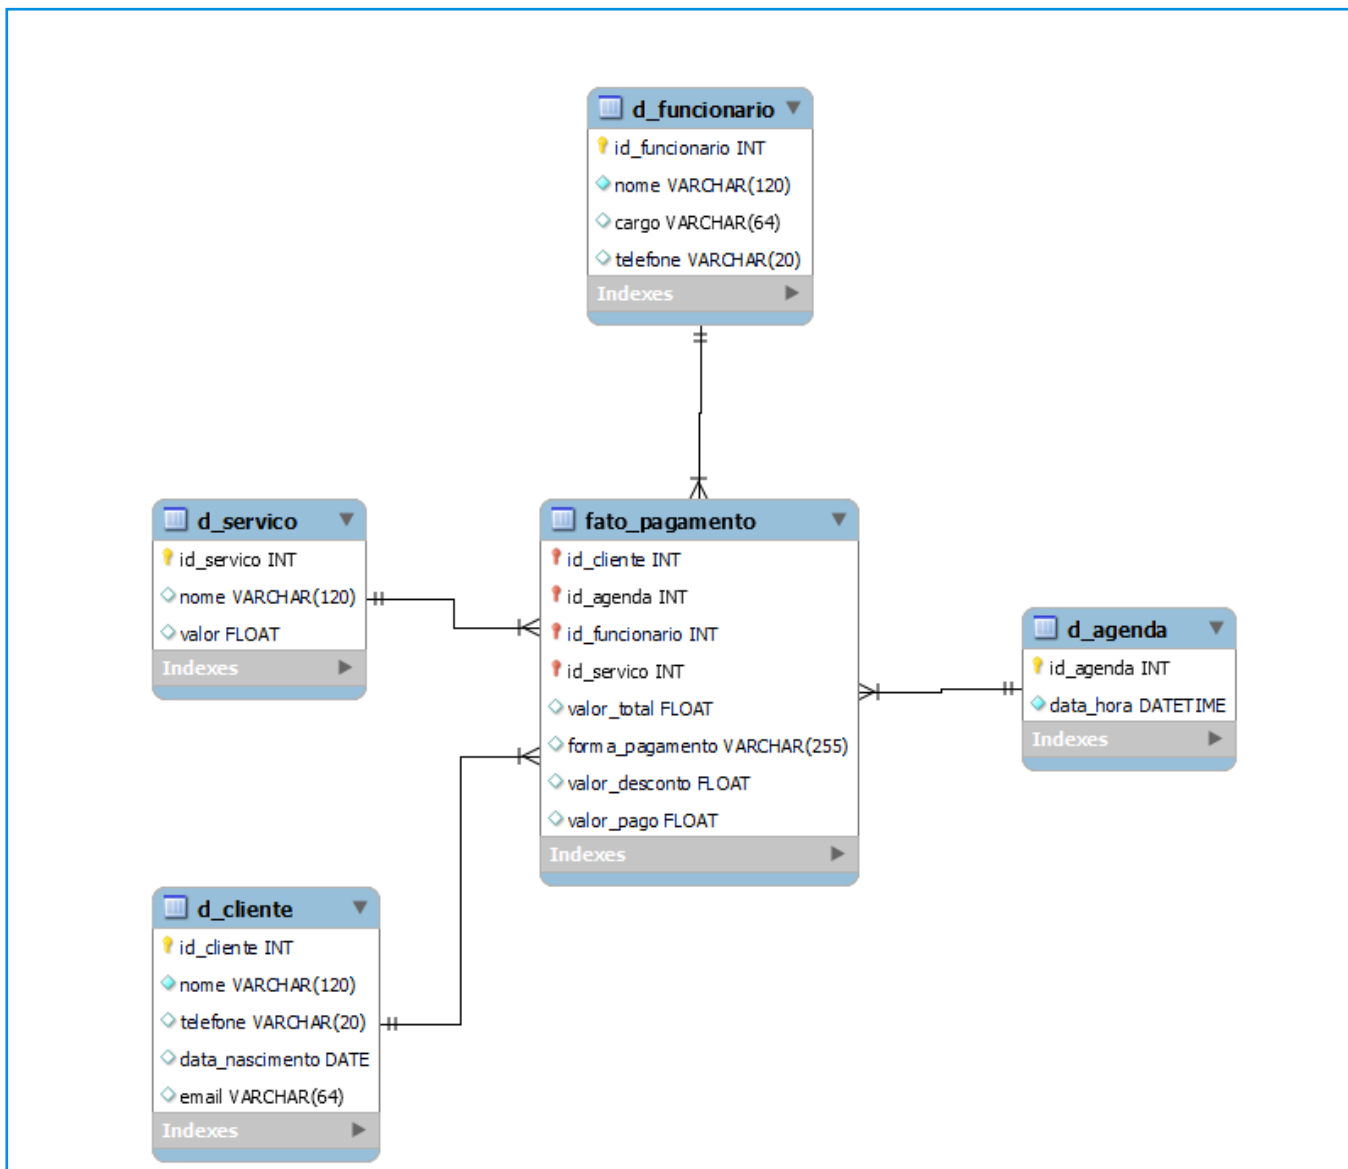 d_funcionario
id_funcionario INT
nome VARCHAR(120)
cargo VARCHAR(64)
telefone VARCHAR(20)
Indexes
d_servico
id_servico INT
nome VARCHAR(120)
valor FLOAT
Indexes
fato_pagamento
id_cliente INT
id_agenda INT
id_funcionario INT
id_servico INT
valor_total FLOAT
forma_pagamento VARCHAR(255)
valor_desconto FLOAT
valor_pago FLOAT
Indexes
d_agenda
id_agenda INT
data_hora DATETIME
Indexes
d_cliente
id_cliente INT
nome VARCHAR(120)
telefone VARCHAR(20)
data_nascimento DATE
email VARCHAR(64)
Indexes